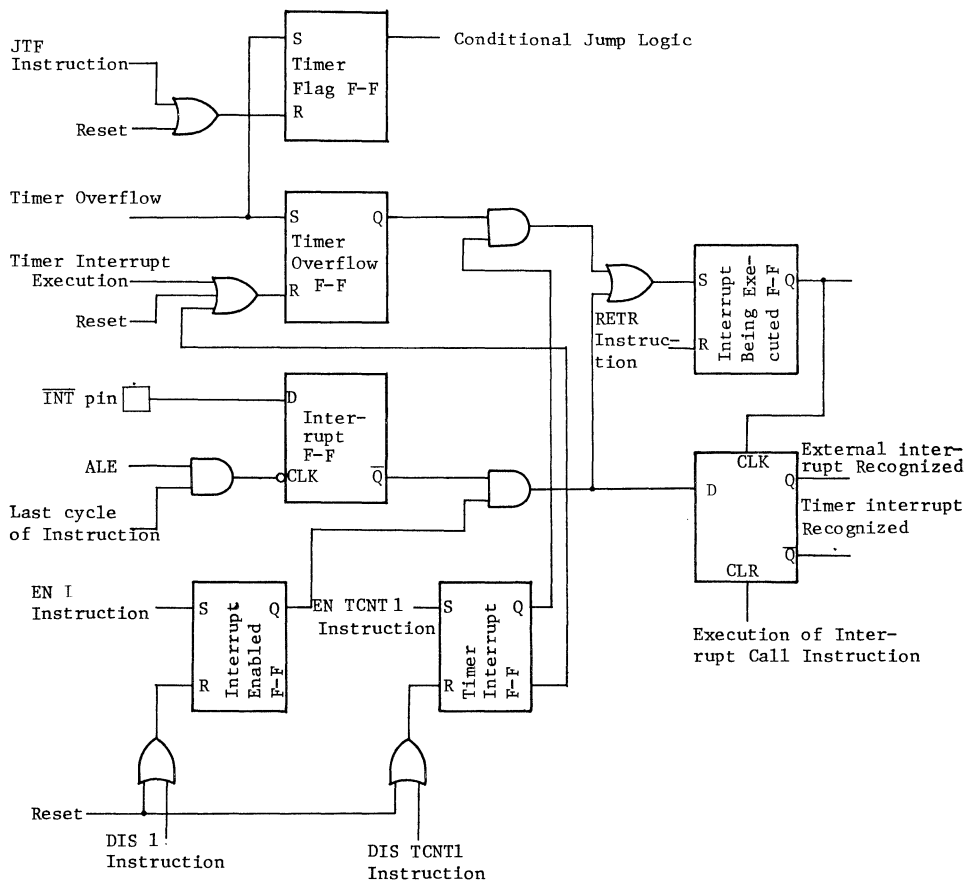 JTF
Instruction
Reset
S
Timer
Flag F-F
R
Conditional Jump Logic
Timer Overflow
S
Q
Timer
Overflow
F-F
R
Timer Interrupt
Execution
Reset
RETR
Instruc-
tion
S
Q
R
Interrupt
Being Exe-
cuted F-F
INT pin
D
Inter-
rupt
F-F
CLK
Q
ALE
Last cycle
of Instruction
CLK
D
Q
Q
CLR
External inter-
rupt Recognized
Timer interrupt
Recognized
Execution of Inter-
rupt Call Instruction
EN I
Instruction
S
Q
R
Interrupt
Enabled
F-F
EN TCNT 1
Instruction
S
Q
R
Timer
Interrupt
F-F
Reset
DIS 1
Instruction
DIS TCNT1
Instruction